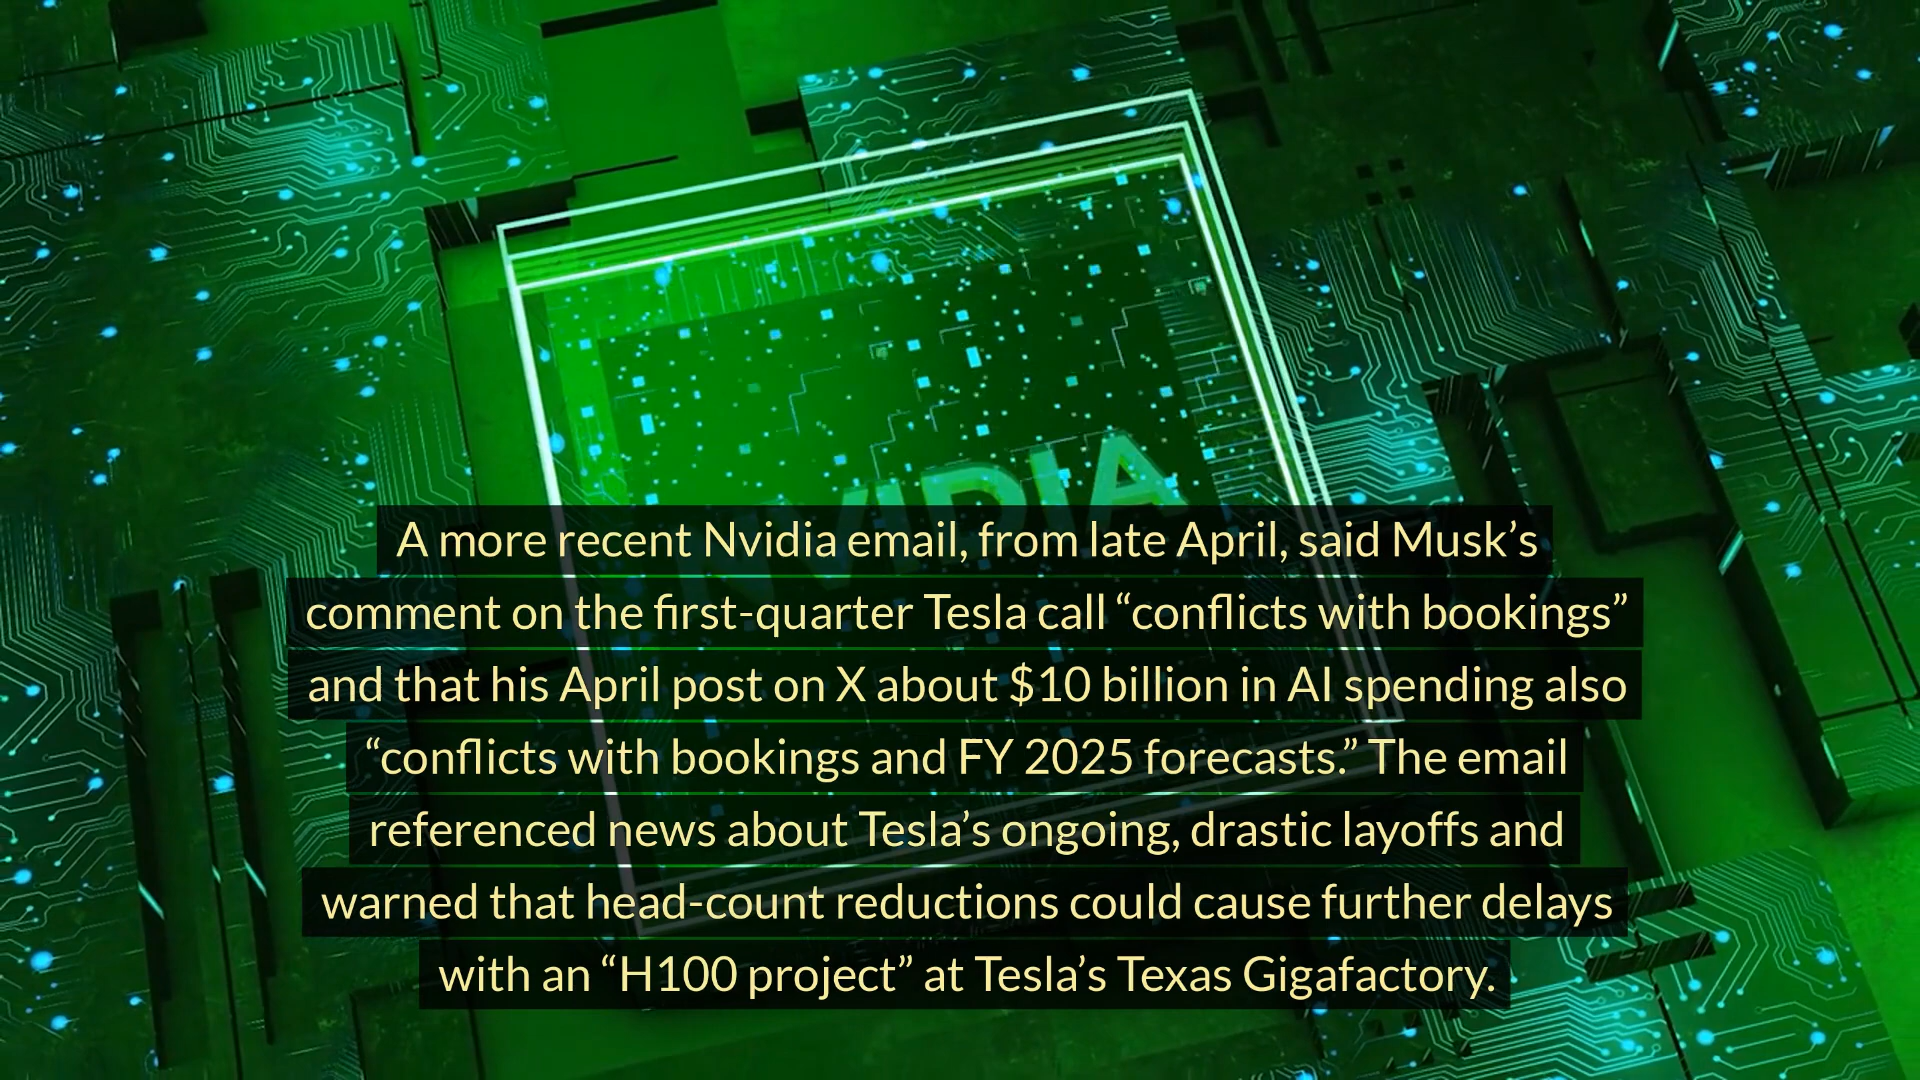 NVIDIA
A more recent Nvidia email, from late April, said Musk’s
comment on the first-quarter Tesla call “conflicts with bookings”
and that his April post on X about $10 billion in AI spending also
“conflicts with bookings and FY 2025 forecasts.” The email
referenced news about Tesla’s ongoing, drastic layoffs and
warned that head-count reductions could cause further delays
with an “H100 project” at Tesla’s Texas Gigafactory.